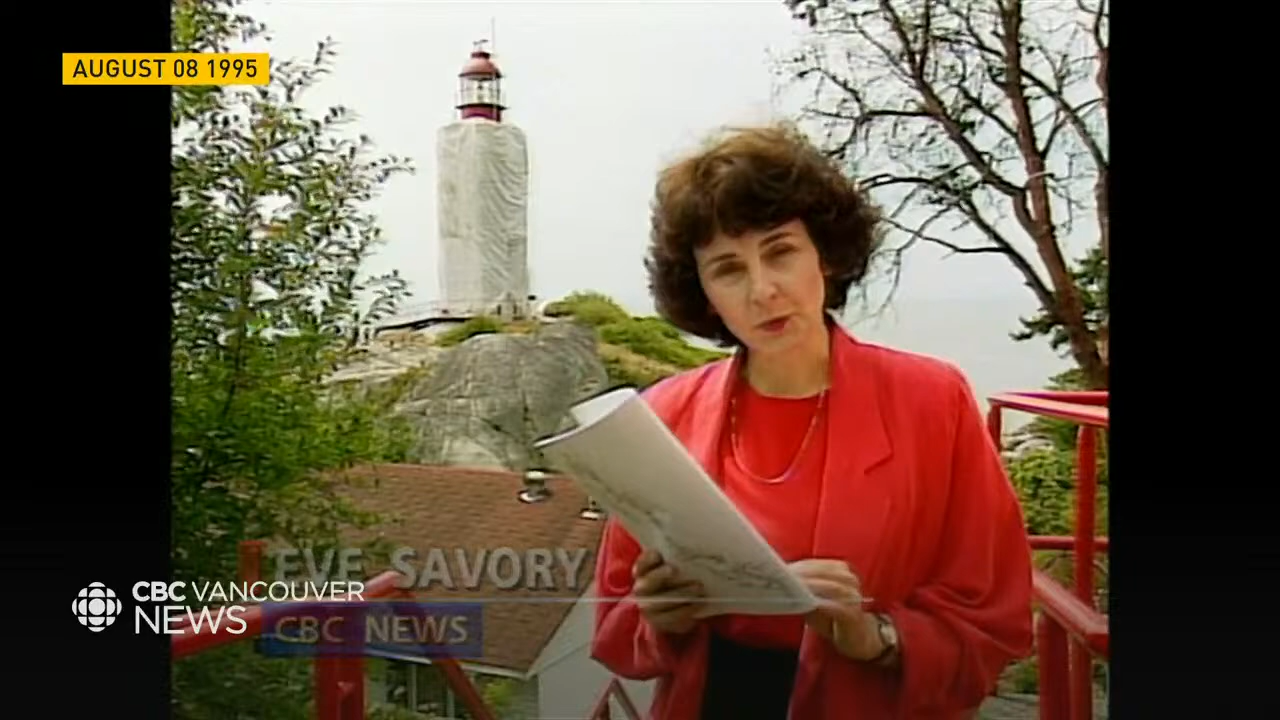 AUGUST 08 1995
EVE SAVORY
CBC VANCOUVER
NEWS
CBC NEWS